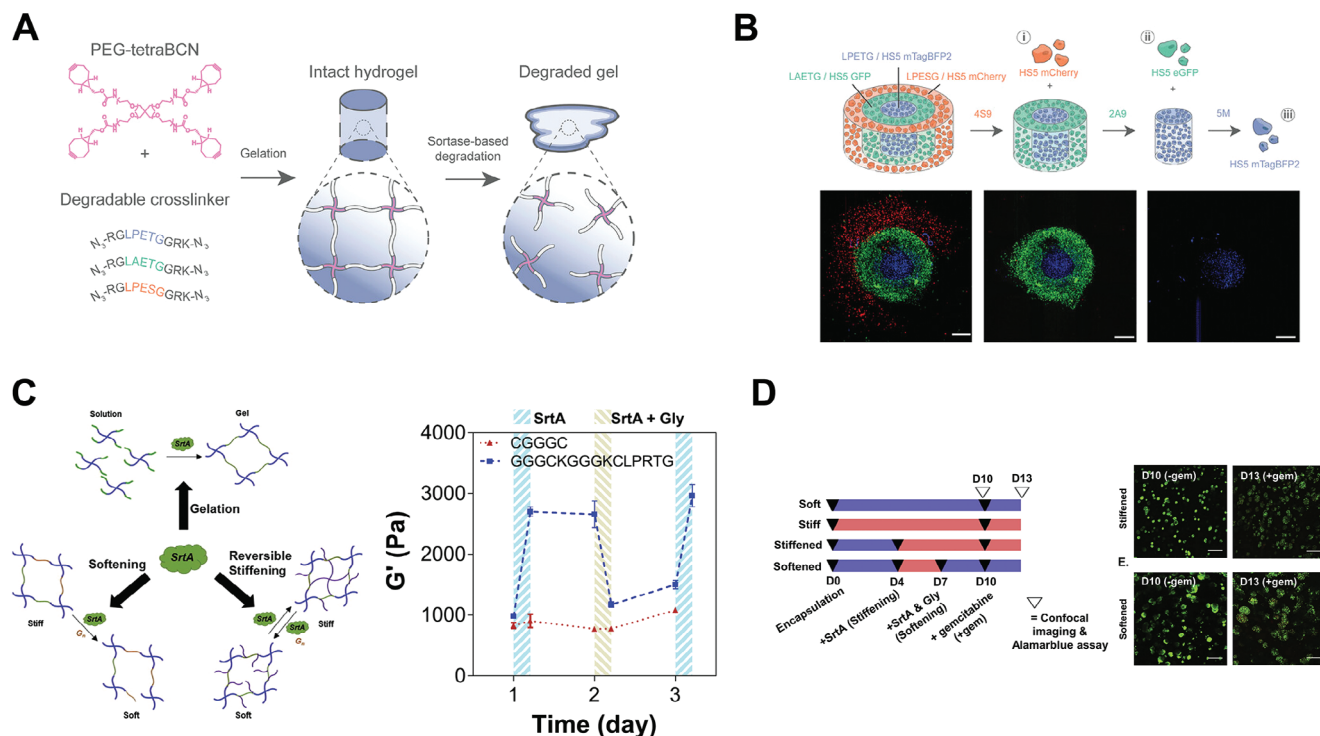 A
PEG-tetraBCN
+
Degradable crosslinker
N3-RGLPETGGRK-N3
N3-RGLAETGGRK-N3
N3-RGLPESGGRK-N3
Gelation
Intact hydrogel
Sortase-based
degradation
Degraded gel
B
LPETG / HS5 mTagBFP2
LAETG / HS5 GFP
LPESG / HS5 mCherry
4S9
i
HS5 mCherry
+
2A9
ii
HS5 eGFP
+
5M
iii
HS5 mTagBFP2
C
Solution
SrtA
Gel
Gelation
SrtA
Softening
Reversible
Stiffening
Stiff
SrtA
Gn
Soft
Stiff
SrtA
SrtA
Gn
Soft
SrtA
SrtA + Gly
CGGGC
GGGCKGGGKCLPRTG
G' (Pa)
4000
3000
2000
1000
0
1
2
3
Time (day)
D
D10
D13
Soft
Stiff
Stiffened
Softened
D0
D4
D7
D10
Encapsulation
+SrtA (Stiffening)
+SrtA & Gly
(Softening)
+ gemcitabine
(+gem)
= Confocal
imaging &
Alamarblue assay
E.
Stiffened
D10 (-gem)
D13 (+gem)
Softened
D10 (-gem)
D13 (+gem)